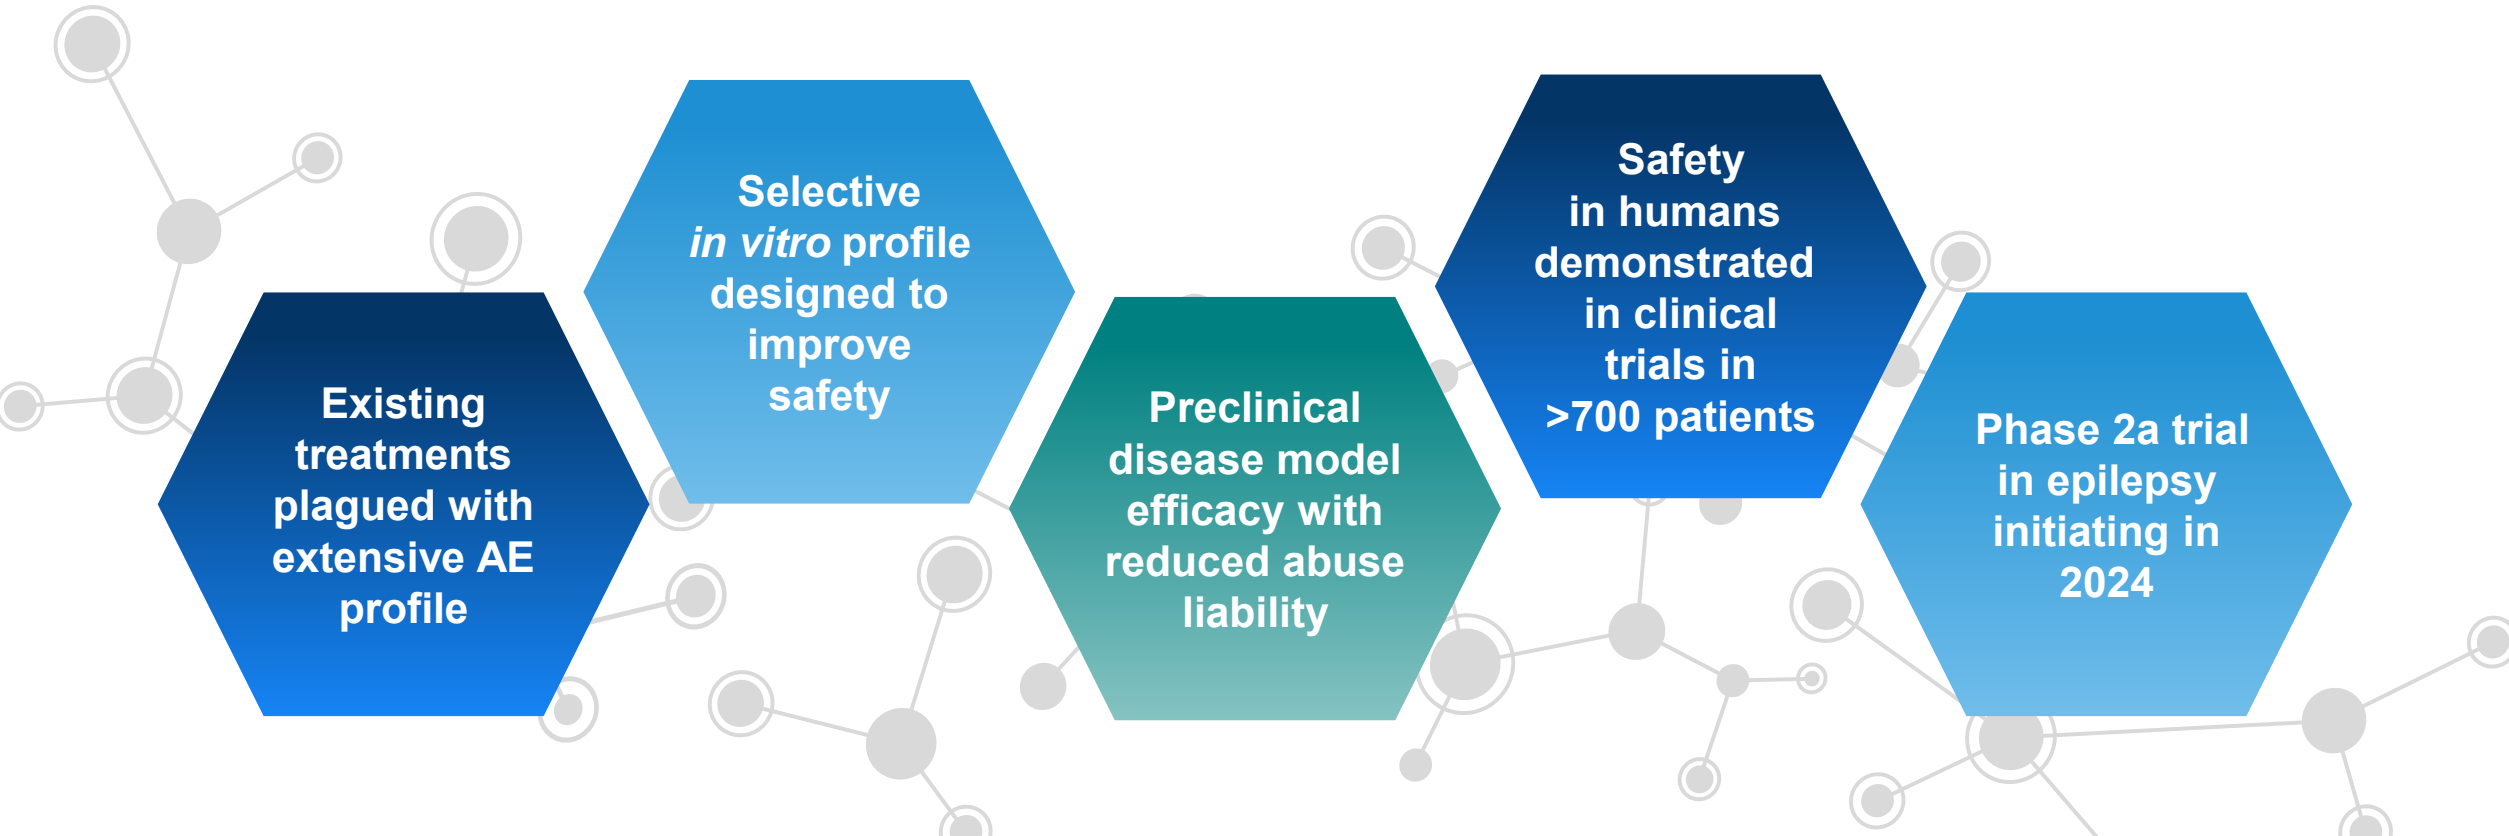 Existing
treatments
plagued with
extensive AE
profile
Selective
in vitro profile
designed to
improve
safety
Preclinical
disease model
efficacy with
reduced abuse
liability
Safety
in humans
demonstrated
in clinical
trials in
>700 patients
Phase 2a trial
in epilepsy
initiating in
2024